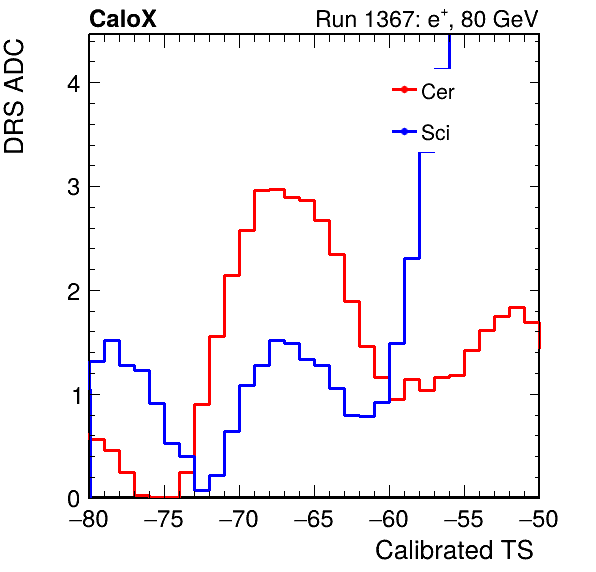 CaloX Run 1367: e⁺, 80 GeV
DRS ADC
4
Cer
Sci
3
2
1
0
−80 −75 −70 −65 −60 −55 −50
Calibrated TS